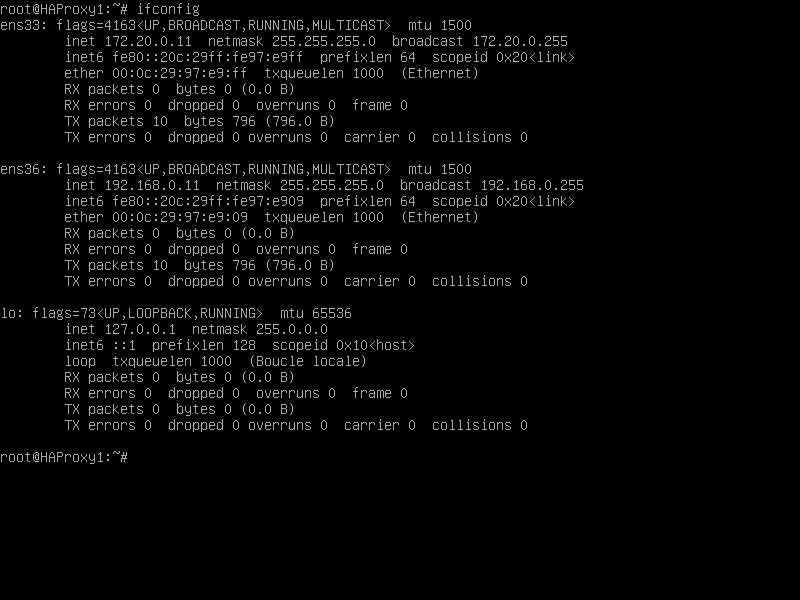 root@HAProxy1:~# ifconfig
ens33: flags=4163<UP,BROADCAST,RUNNING,MULTICAST>  mtu 1500
        inet 172.20.0.11  netmask 255.255.255.0  broadcast 172.20.0.255
        inet6 fe80::20c:29ff:fe97:e9ff  prefixlen 64  scopeid 0x20<link>
        ether 00:0c:29:97:e9:ff  txqueuelen 1000  (Ethernet)
        RX packets 0  bytes 0 (0.0 B)
        RX errors 0  dropped 0  overruns 0  frame 0
        TX packets 10  bytes 796 (796.0 B)
        TX errors 0  dropped 0 overruns 0  carrier 0  collisions 0

ens36: flags=4163<UP,BROADCAST,RUNNING,MULTICAST>  mtu 1500
        inet 192.168.0.11  netmask 255.255.255.0  broadcast 192.168.0.255
        inet6 fe80::20c:29ff:fe97:e909  prefixlen 64  scopeid 0x20<link>
        ether 00:0c:29:97:e9:09  txqueuelen 1000  (Ethernet)
        RX packets 0  bytes 0 (0.0 B)
        RX errors 0  dropped 0  overruns 0  frame 0
        TX packets 10  bytes 796 (796.0 B)
        TX errors 0  dropped 0 overruns 0  carrier 0  collisions 0

lo: flags=73<UP,LOOPBACK,RUNNING>  mtu 65536
        inet 127.0.0.1  netmask 255.0.0.0
        inet6 ::1  prefixlen 128  scopeid 0x10<host>
        loop  txqueuelen 1000  (Boucle locale)
        RX packets 0  bytes 0 (0.0 B)
        RX errors 0  dropped 0  overruns 0  frame 0
        TX packets 0  bytes 0 (0.0 B)
        TX errors 0  dropped 0 overruns 0  carrier 0  collisions 0

root@HAProxy1:~#